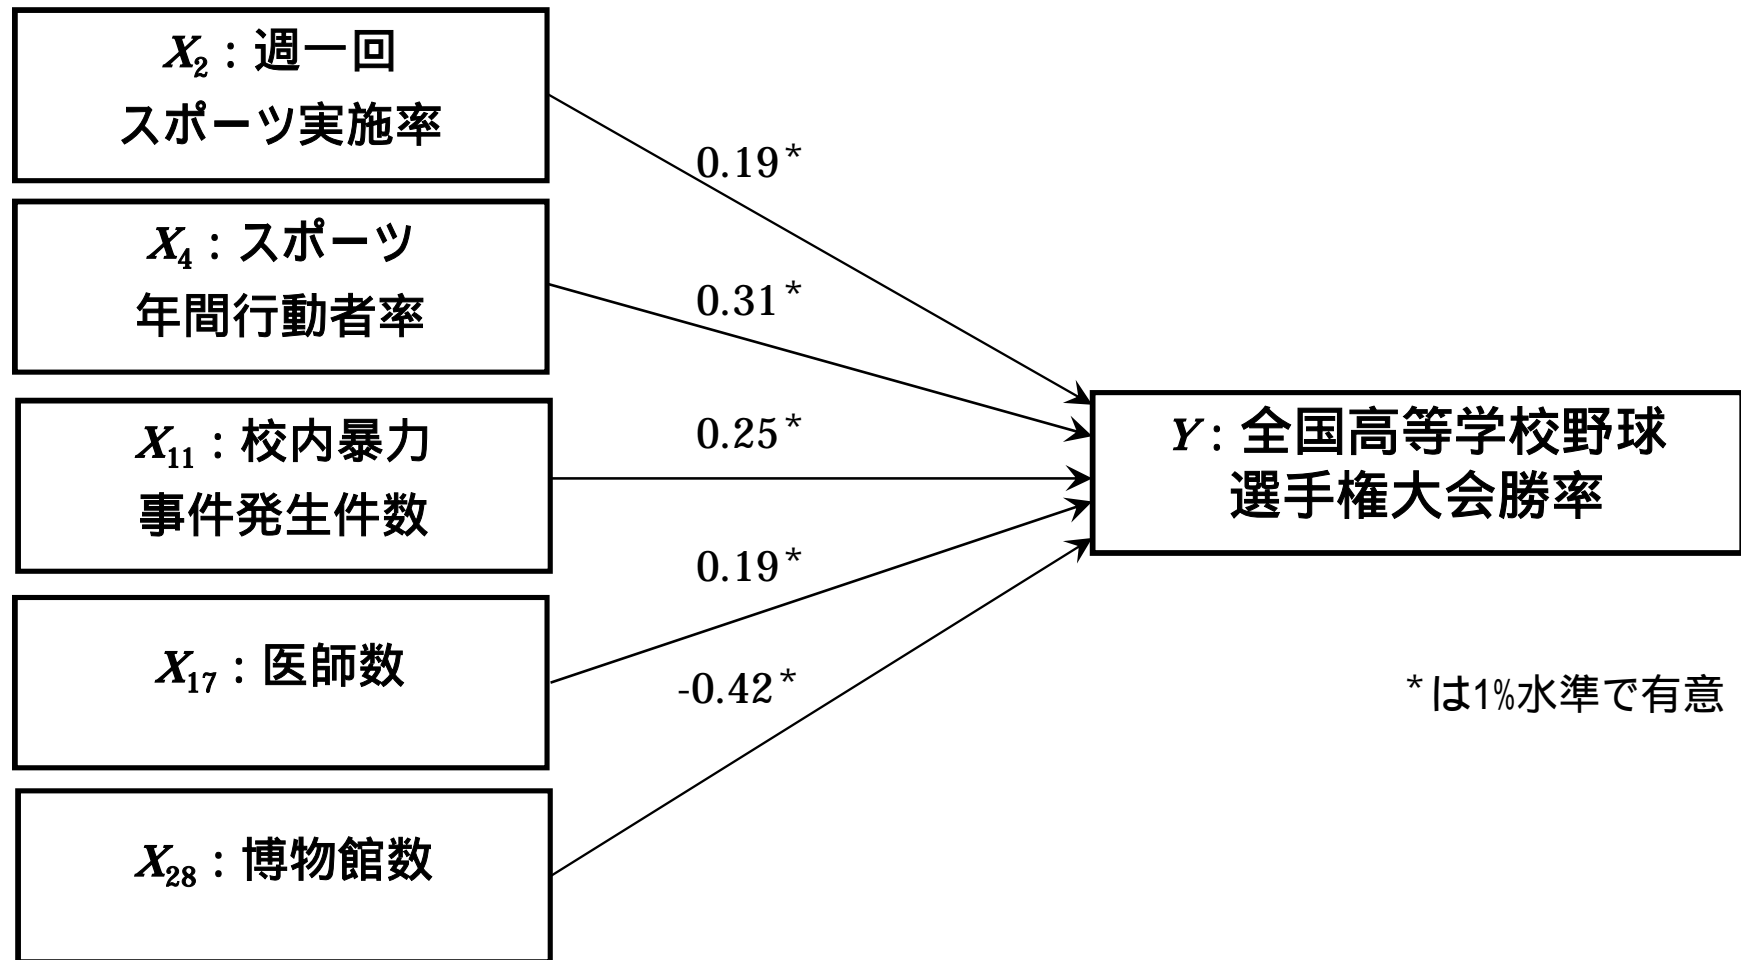 X₂：週一回
スポーツ実施率
0.19*
X₄：スポーツ
年間行動者率
0.31*
X₁₁：校内暴力
事件発生件数
0.25*
Y：全国高等学校野球
選手権大会勝率
X₁₇：医師数
0.19*
X₂₈：博物館数
-0.42*
*は1%水準で有意